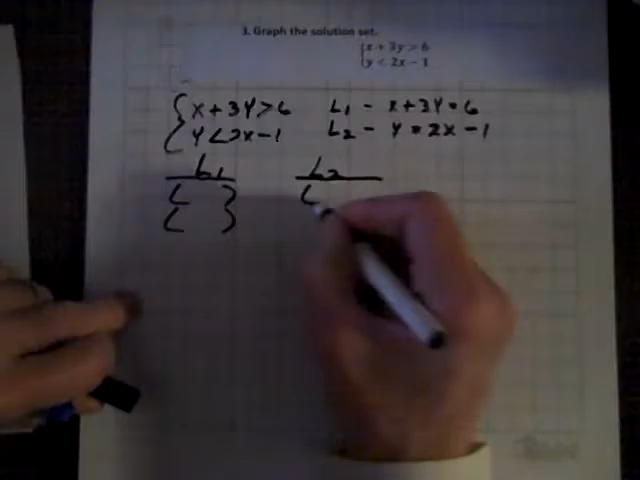 3. Graph the solution set.
{x + 3y > 6
{y < 2x − 1
{x + 3y > 6 L1 - x + 3y = 6
{y < 2x - 1 L2 - y = 2x - 1
L1 L2
( ) (
( )